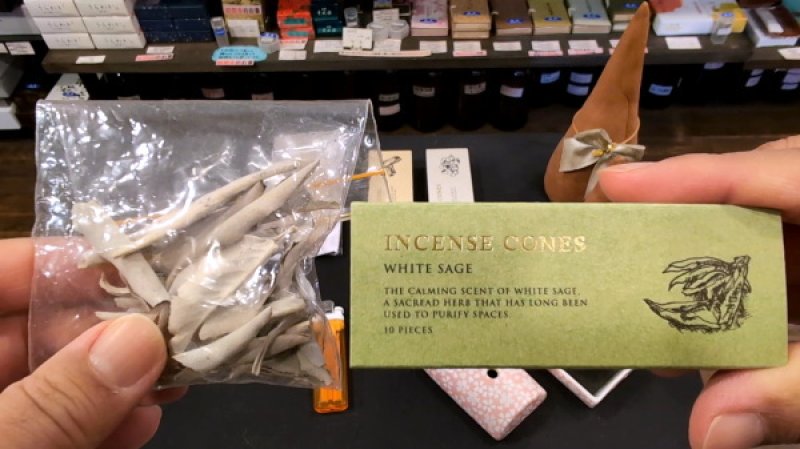 INCENSE CONES
WHITE SAGE
THE CALMING SCENT OF WHITE SAGE,
A SACREAD HERB THAT HAS LONG BEEN
USED TO PURIFY SPACES.
10 PIECES
CONES